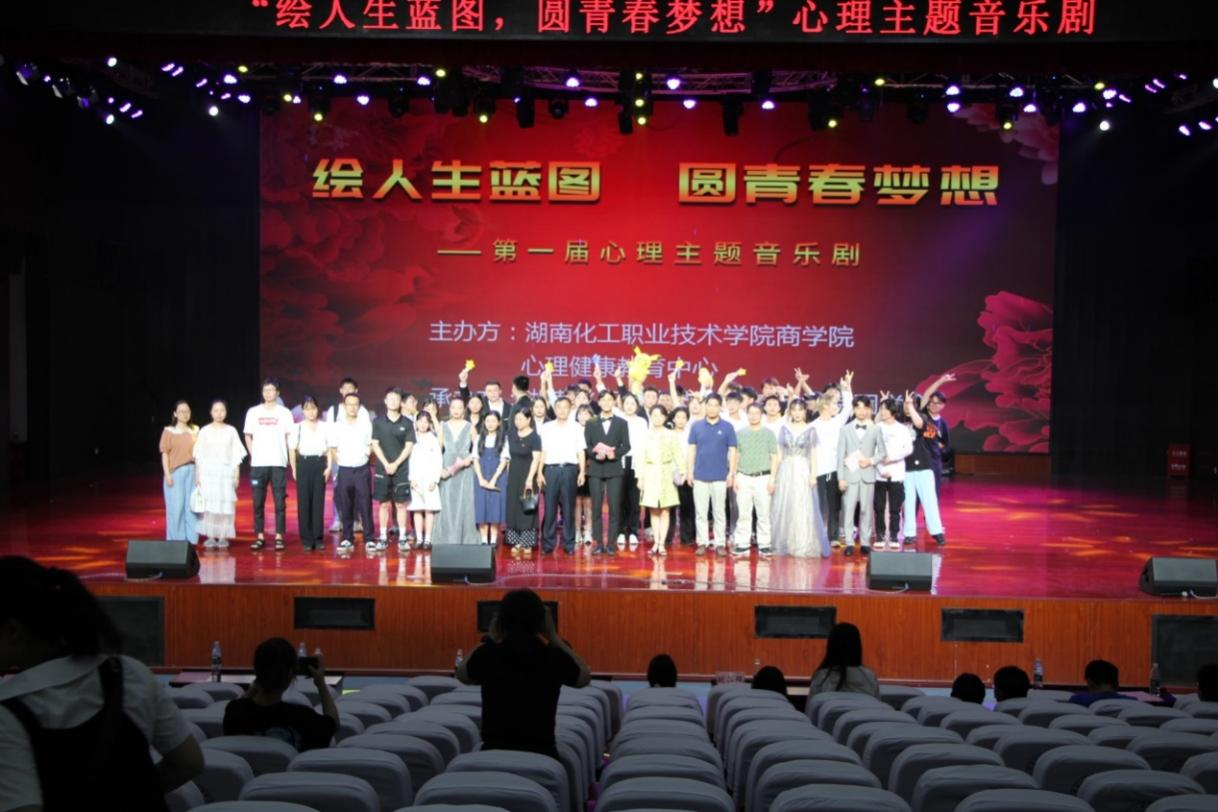 “绘人生蓝图，圆青春梦想”心理主题音乐剧
绘人生蓝图 圆青春梦想
——第一届心理主题音乐剧
主办方：湖南化工职业技术学院商学院
心理健康教育中心